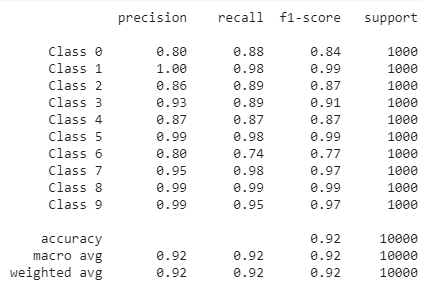 precision recall f1-score support
Class 0 0.80 0.88 0.84 1000
Class 1 1.00 0.98 0.99 1000
Class 2 0.86 0.89 0.87 1000
Class 3 0.93 0.89 0.91 1000
Class 4 0.87 0.87 0.87 1000
Class 5 0.99 0.98 0.99 1000
Class 6 0.80 0.74 0.77 1000
Class 7 0.95 0.98 0.97 1000
Class 8 0.99 0.99 0.99 1000
Class 9 0.99 0.95 0.97 1000
accuracy 0.92 10000
macro avg 0.92 0.92 0.92 10000
weighted avg 0.92 0.92 0.92 10000